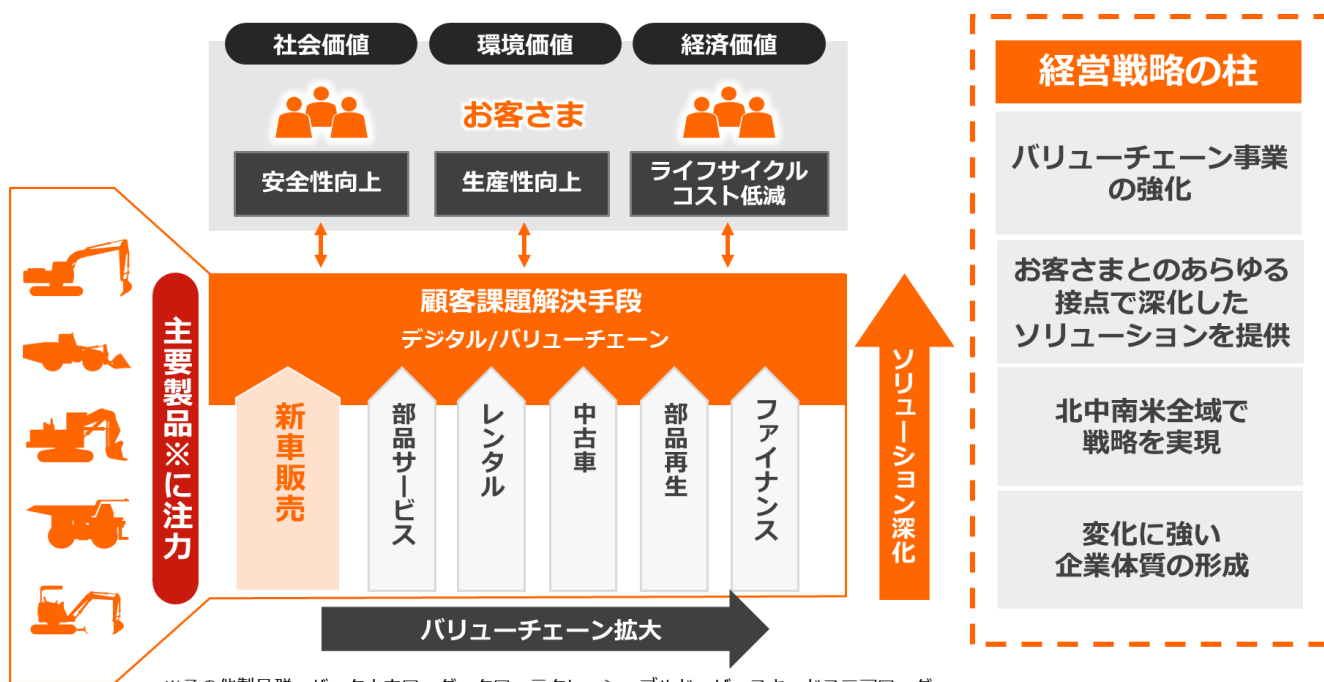 社会価値
環境価値
経済価値
お客さま
安全性向上
生産性向上
ライフサイクル
コスト低減
主要製品※に注力
顧客課題解決手段
デジタル/バリューチェーン
新車販売
部品サービス
レンタル
中古車
部品再生
ファイナンス
バリューチェーン拡大
ソリューション深化
経営戦略の柱
バリューチェーン事業
の強化
お客さまとのあらゆる
接点で深化した
ソリューションを提供
北中南米全域で
戦略を実現
変化に強い
企業体質の形成